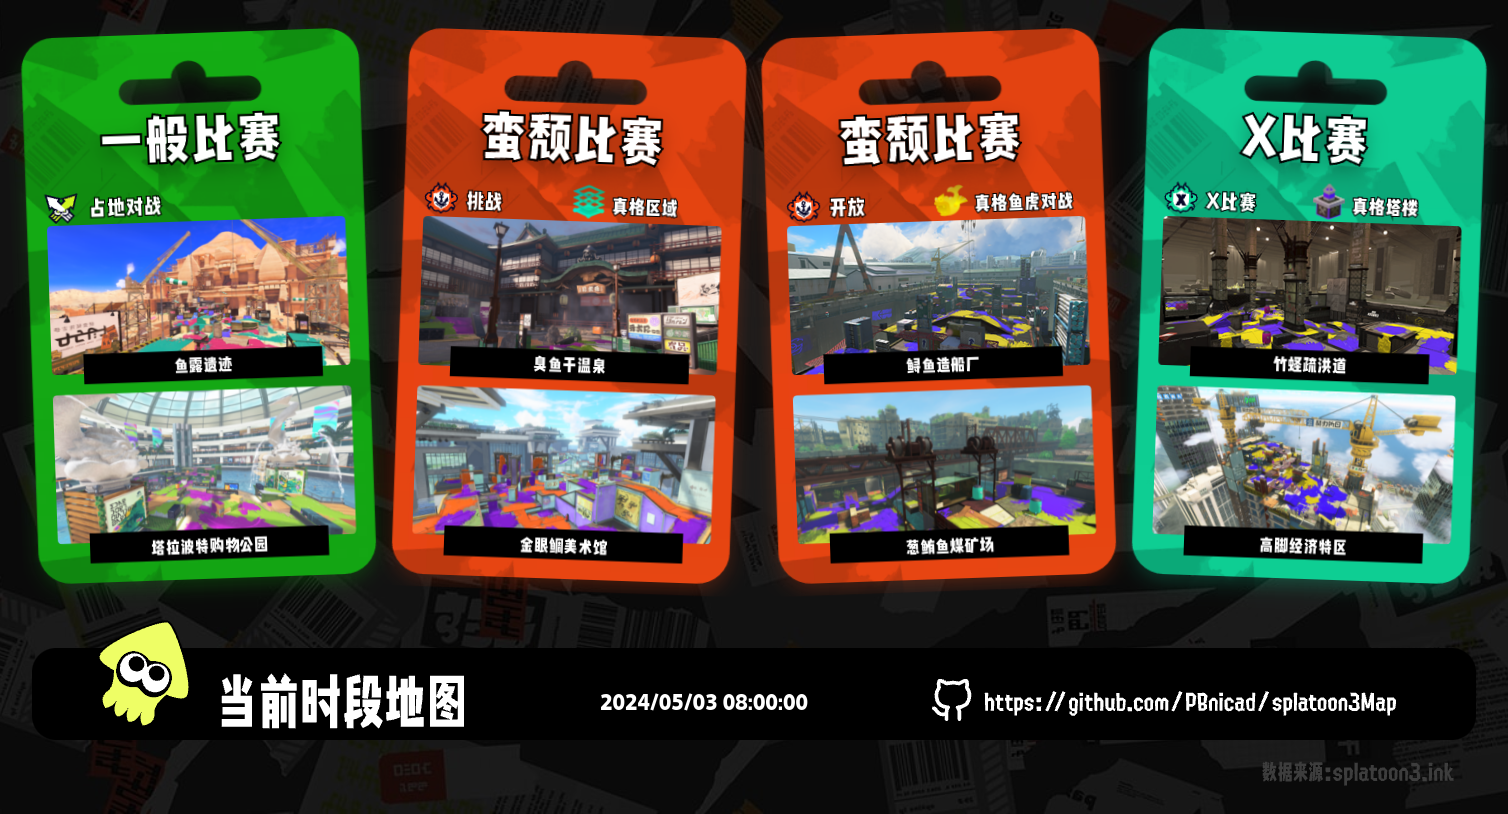 一般比赛
占地对战
鱼露遗迹
塔拉波特购物公园
蛮颓比赛
挑战
真格区域
臭鱼干温泉
金眼鲷美术馆
蛮颓比赛
开放
真格鱼虎对战
鲟鱼造船厂
葱鲔鱼煤矿场
X比赛
X比赛
真格塔楼
竹蛏疏洪道
高脚经济特区
当前时段地图
2024/05/03 08:00:00
https://github.com/PBnicad/splatoon3Map
数据来源:splatoon3.ink